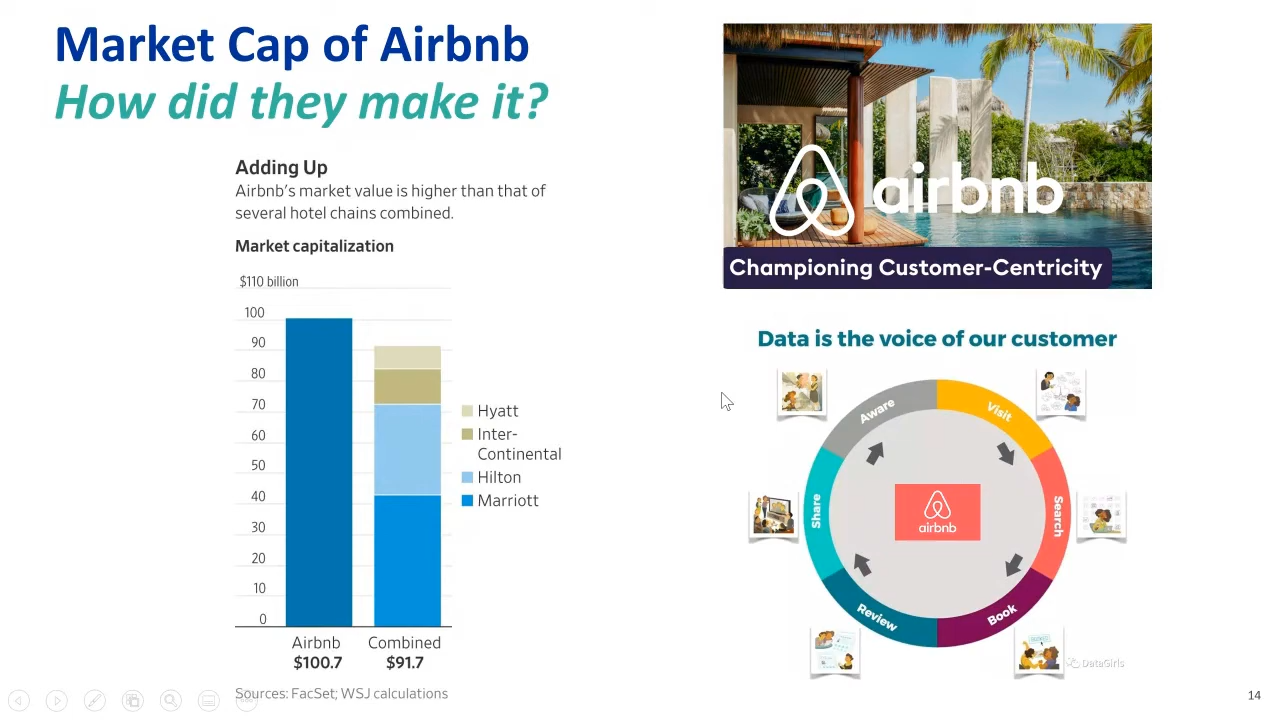 Market Cap of Airbnb
How did they make it?
Adding Up
Airbnb's market value is higher than that of
several hotel chains combined.
Market capitalization
$110 billion
100
90
80
70
60
50
40
30
20
10
0
Hyatt
Inter-
Continental
Hilton
Marriott
Airbnb
$100.7
Combined
$91.7
Sources: FacSet; WSJ calculations
airbnb
Championing Customer-Centricity
Data is the voice of our customer
Aware
Visit
Search
Book
Review
Share
airbnb
DataGirls
14